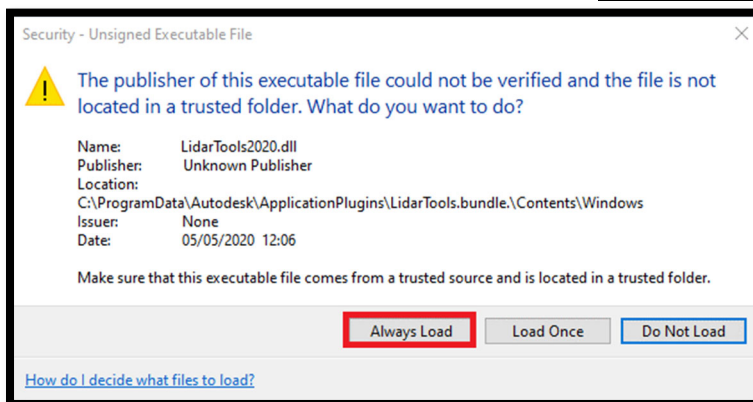 Security - Unsigned Executable File
The publisher of this executable file could not be verified and the file is not
located in a trusted folder. What do you want to do?
Name: LidarTools2020.dll
Publisher: Unknown Publisher
Location:
C:\ProgramData\Autodesk\ApplicationPlugins\LidarTools.bundle.\Contents\Windows
Issuer: None
Date: 05/05/2020 12:06
Make sure that this executable file comes from a trusted source and is located in a trusted folder.
Always Load Load Once Do Not Load
How do I decide what files to load?